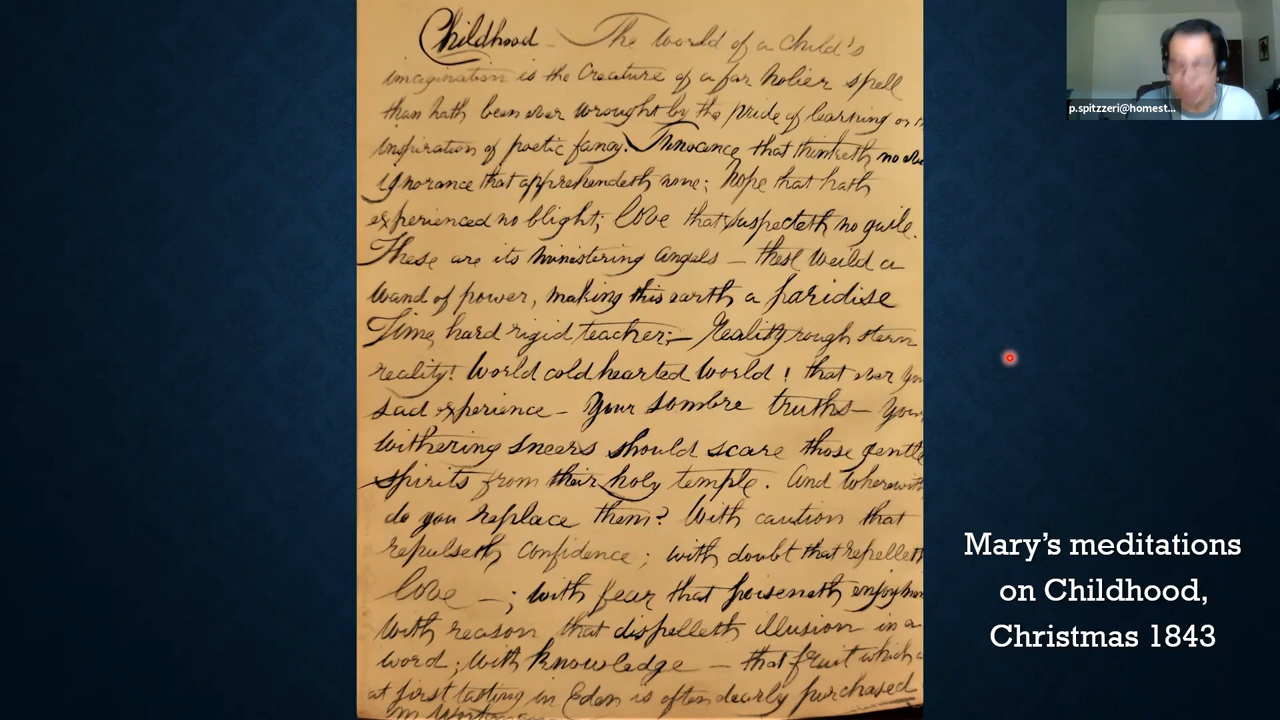 Childhood - The world of a child's
imagination is the Creature of a far holier spell
than hath been ever wrought by the pride of learning or
inspiration of poetic fancy. Innocence that thinketh no
ignorance that apprehendeth none; hope that hath
experienced no blight; love that suspecteth no guile.
These are its ministering angels - these weild a
wand of power, making this earth a paridise
Time, hard rigid teacher;- reality rough stern
reality! World cold hearted world! that ever
sad experience - Your sombre truths - Your
withering sneers should scare those gentle
spirits from their holy temple. And wherewith
do you replace them? With caution that
repulseth confidence; with doubt that repelleth
love -; with fear that poiseneth
with reason that dispelleth illusion in a
word; with knowledge - that fruit which
at first tasting in Eden is often dearly purchased
p.spitzzeri@homest...
Mary's meditations
on Childhood,
Christmas 1843